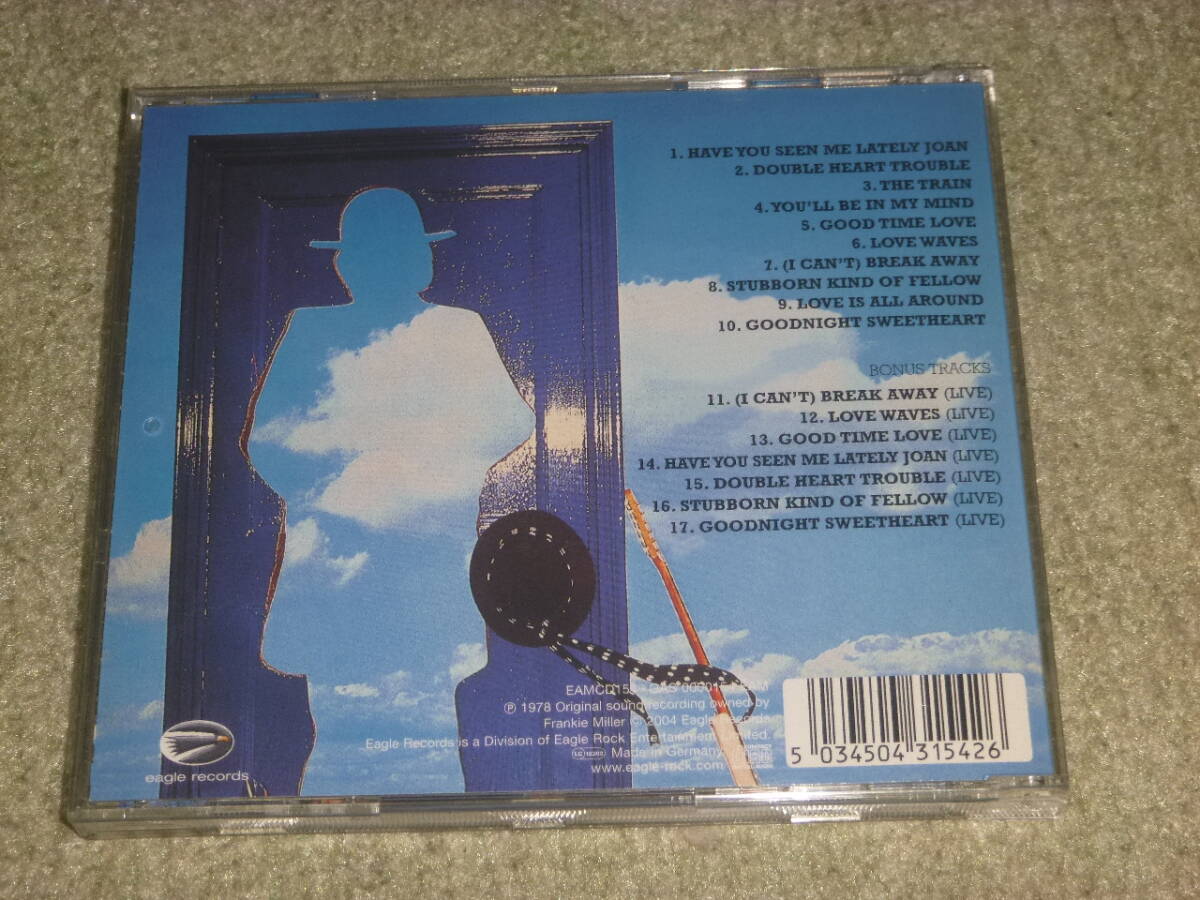 1. HAVE YOU SEEN ME LATELY JOAN
2. DOUBLE HEART TROUBLE
3. THE TRAIN
4. YOU'LL BE IN MY MIND
5. GOOD TIME LOVE
6. LOVE WAVES
7. (I CAN'T) BREAK AWAY
8. STUBBORN KIND OF FELLOW
9. LOVE IS ALL AROUND
10. GOODNIGHT SWEETHEART
BONUS TRACKS
11. (I CAN'T) BREAK AWAY (LIVE)
12. LOVE WAVES (LIVE)
13. GOOD TIME LOVE (LIVE)
14. HAVE YOU SEEN ME LATELY JOAN (LIVE)
15. DOUBLE HEART TROUBLE (LIVE)
16. STUBBORN KIND OF FELLOW (LIVE)
17. GOODNIGHT SWEETHEART (LIVE)
℗ 1978 Original sound recording owned by
Frankie Miller © 2004 Eagle Records
Eagle Records is a Division of Eagle Rock Entertainment Limited.
Made in Germany
www.eagle-rock.com
eagle records
5 034504 315426